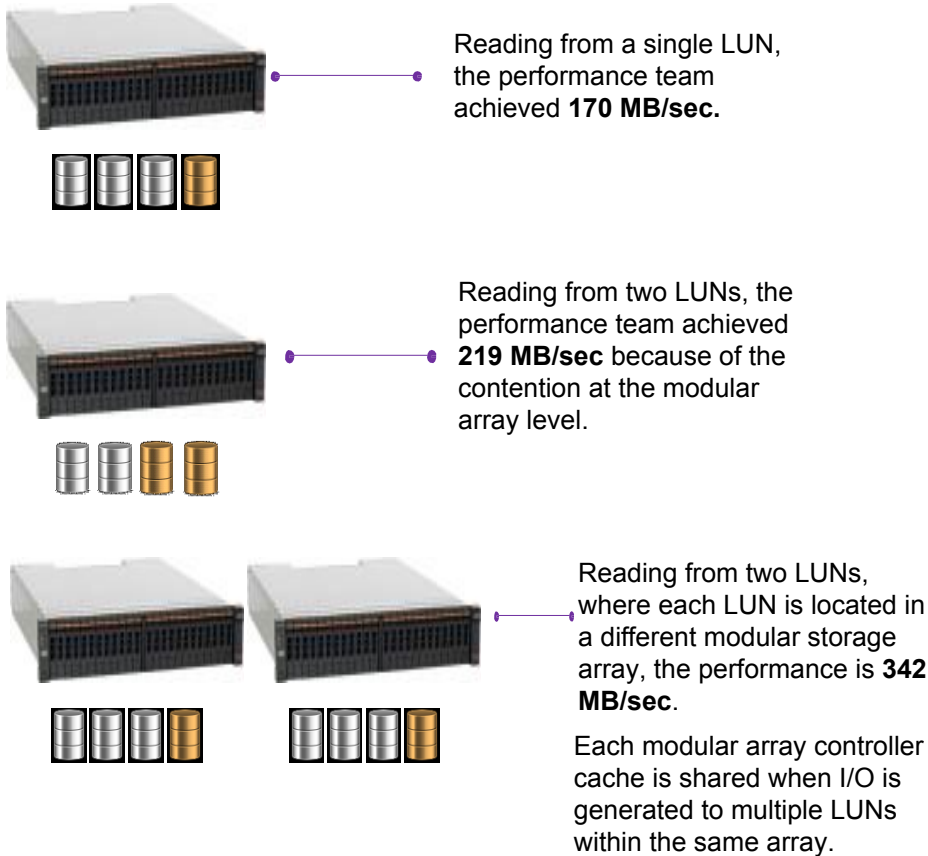 Reading from a single LUN,
the performance team
achieved 170 MB/sec.
Reading from two LUNs, the
performance team achieved
219 MB/sec because of the
contention at the modular
array level.
Reading from two LUNs,
where each LUN is located in
a different modular storage
array, the performance is 342
MB/sec.
Each modular array controller
cache is shared when I/O is
generated to multiple LUNs
within the same array.